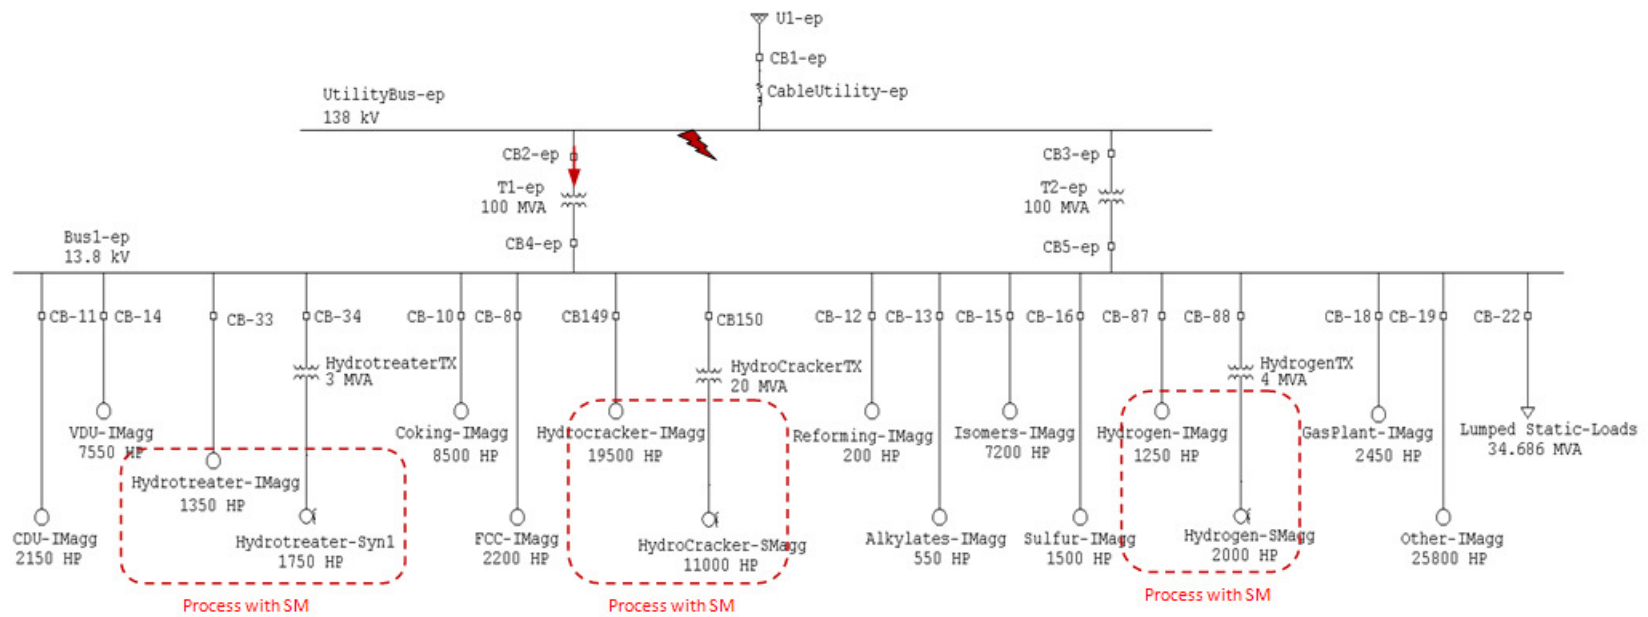 U1-ep
CB1-ep
CableUtility-ep
UtilityBus-ep
138 kV
CB2-ep
CB3-ep
T1-ep
100 MVA
T2-ep
100 MVA
CB4-ep
CB5-ep
Bus1-ep
13.8 kV
CB-11
CB-14
CB-33
CB-34
CB-10
CB-8
CB149
CB150
CB-12
CB-13
CB-15
CB-16
CB-87
CB-88
CB-18
CB-19
CB-22
HydrotreaterTX
3 MVA
HydroCrackerTX
20 MVA
HydrogenTX
4 MVA
VDU-IMagg
7550 HP
Coking-IMagg
8500 HP
Hydrocracker-IMagg
19500 HP
Reforming-IMagg
200 HP
Isomers-IMagg
7200 HP
Hydrogen-IMagg
1250 HP
GasPlant-IMagg
2450 HP
Lumped Static-Loads
34.686 MVA
Hydrotreater-IMagg
1350 HP
CDU-IMagg
2150 HP
Hydrotreater-Syn1
1750 HP
FCC-IMagg
2200 HP
HydroCracker-SMagg
11000 HP
Alkylates-IMagg
550 HP
Sulfur-IMagg
1500 HP
Hydrogen-SMagg
2000 HP
Other-IMagg
25800 HP
Process with SM
Process with SM
Process with SM